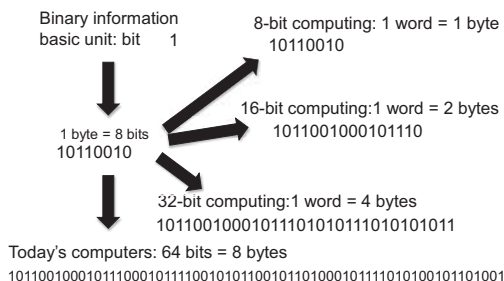 Binary information
basic unit: bit 1
8-bit computing: 1 word = 1 byte
10110010
1 byte = 8 bits
10110010
16-bit computing:1 word = 2 bytes
1011001000101110
32-bit computing:1 word = 4 bytes
10110010001011101010111010101011
Today's computers: 64 bits = 8 bytes
1011001000101110001011110010101100101101000101111010100101101001